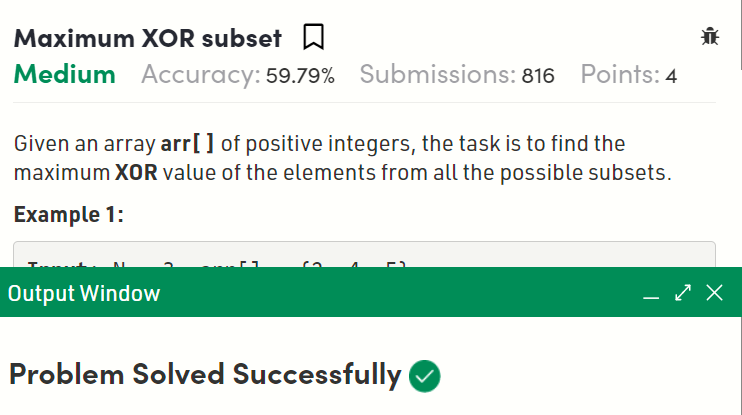 Maximum XOR subset
Medium Accuracy: 59.79% Submissions: 816 Points: 4
Given an array arr[ ] of positive integers, the task is to find the
maximum XOR value of the elements from all the possible subsets.
Example 1:
Output Window
Problem Solved Successfully